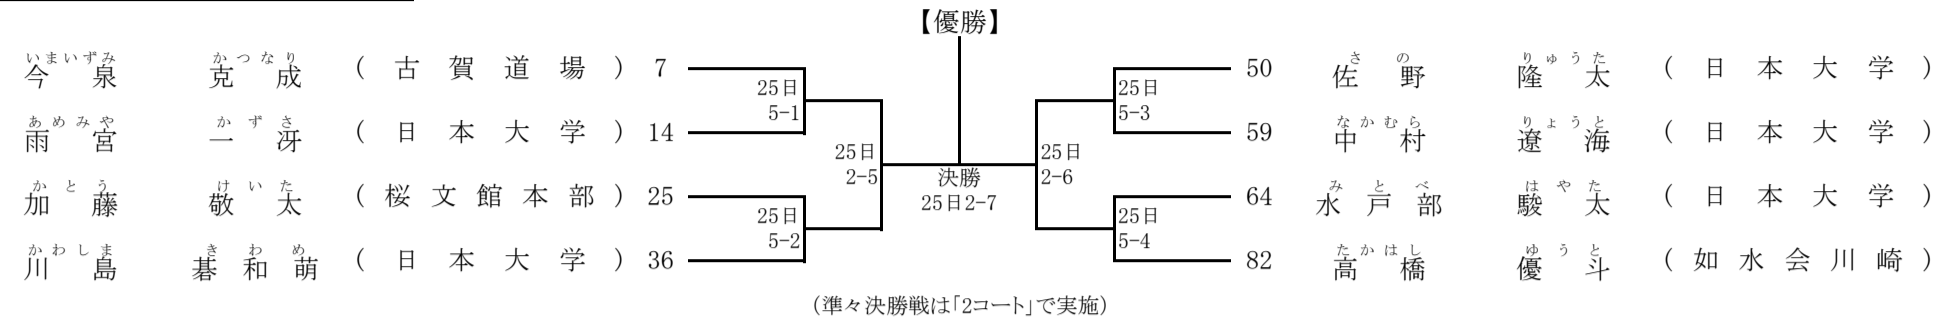 【優勝】
いまいずみ かつなり
今泉 克成 (古賀道場) 7
さの りゅうた
50 佐野 隆太 (日本大学)
25日
5-1
25日
5-3
あめみや かずさ
雨宮 一冴 (日本大学) 14
なかむら りょうと
59 中村 遼海 (日本大学)
25日
2-5
25日
2-6
決勝
25日2-7
かとう けいた
加藤 敬太 (桜文館本部) 25
みとべ はやた
64 水戸部 駿太 (日本大学)
25日
5-2
25日
5-4
かわしま きわめ
川島 碁和萌 (日本大学) 36
たかはし ゆうと
82 高橋 優斗 (如水会川崎)
(準々決勝戦は「2コート」で実施)